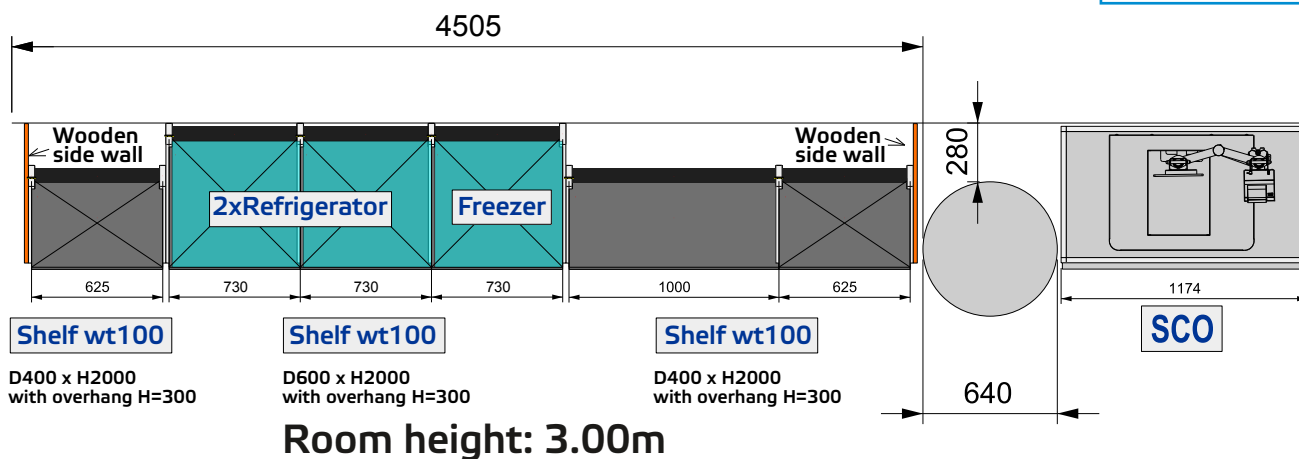 4505
Wooden
side wall
Wooden
side wall
280
2xRefrigerator
Freezer
625
730
730
730
1000
625
1174
Shelf wt100
Shelf wt100
Shelf wt100
SCO
D400 x H2000
with overhang H=300
D600 x H2000
with overhang H=300
D400 x H2000
with overhang H=300
640
Room height: 3.00m